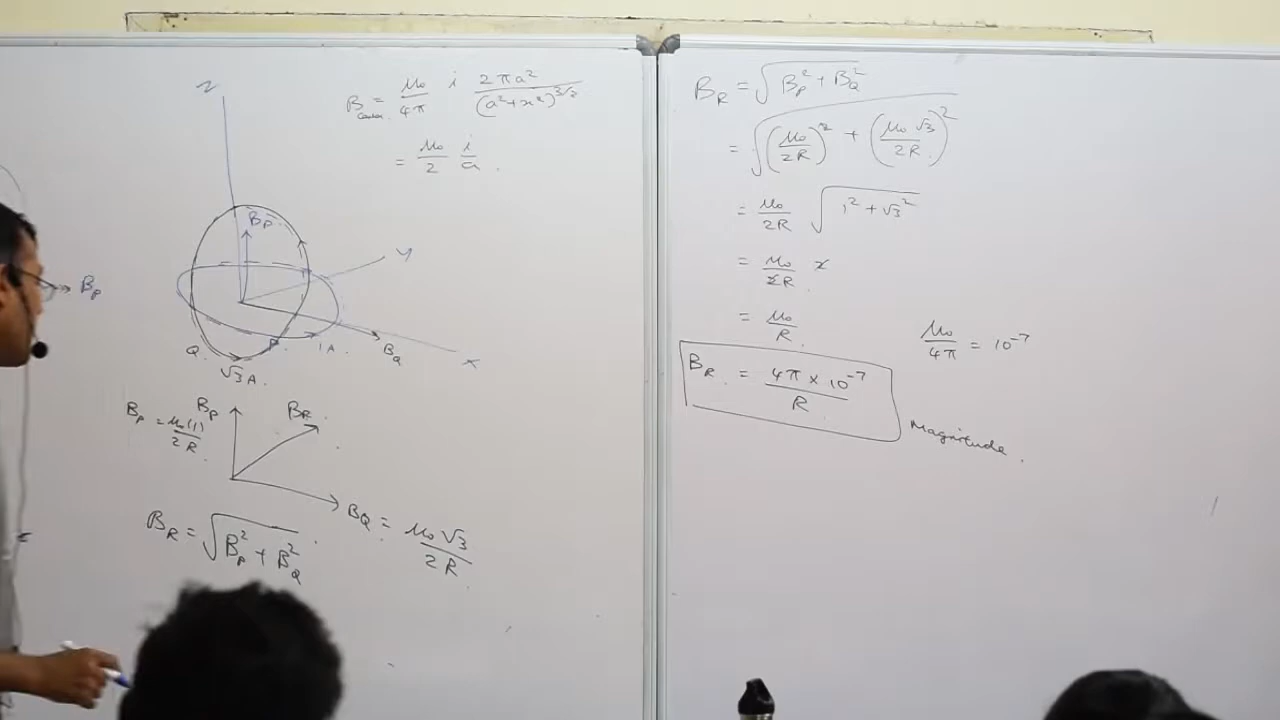 B center = μ₀/4π i 2πa²/(a²+x²)^3/2
= μ₀/2 i/a .
Z
BP
Y
BP
Q
P
1A.
BQ
X
√3A.
BP = μ₀(1)/2R
BP
BR
BQ = μ₀√3/2R
BR = √(BP² + BQ²)
BR = √(BP² + BQ²)
= √((μ₀/2R)² + (μ₀√3/2R)²)
= μ₀/2R √(1² + √3²)
= μ₀/2R 2
= μ₀/R
μ₀/4π = 10⁻⁷
BR = 4π × 10⁻⁷/R
Magnitude .